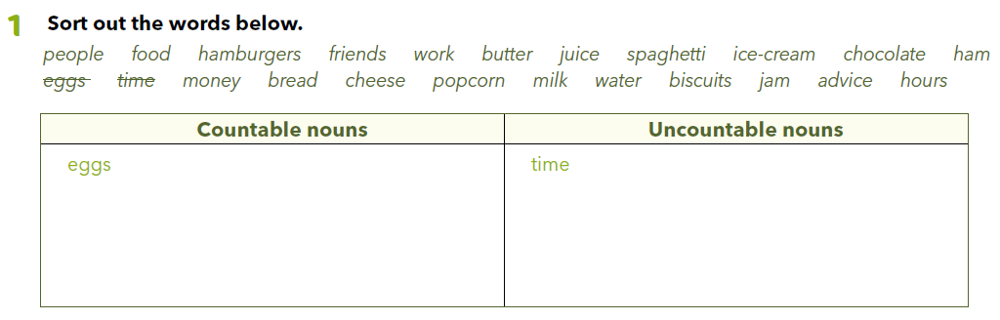 1 Sort out the words below.
people food hamburgers friends work butter juice spaghetti ice-cream chocolate ham
eggs time money bread cheese popcorn milk water biscuits jam advice hours
Countable nouns Uncountable nouns
eggs time